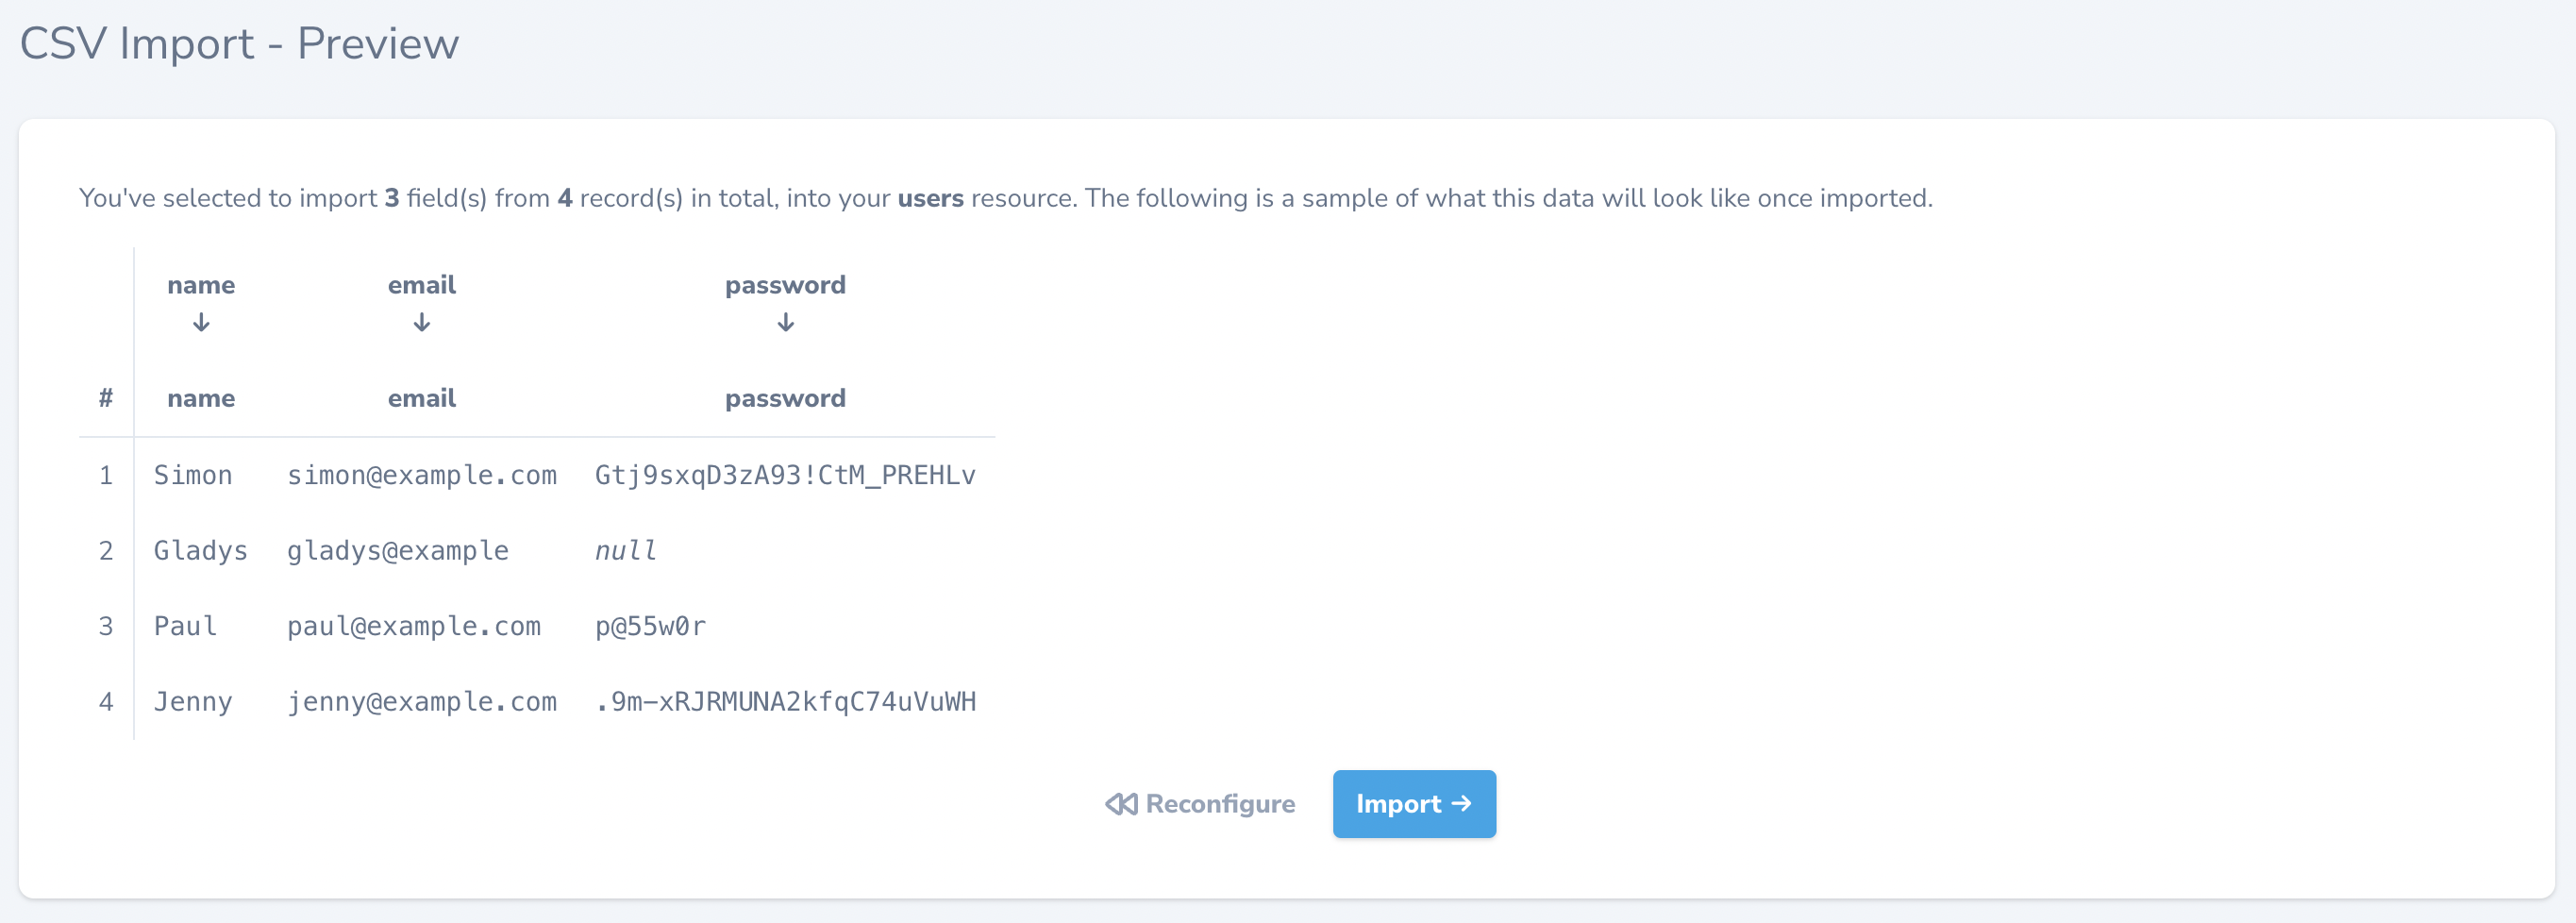 CSV Import - Preview
You've selected to import 3 field(s) from 4 record(s) in total, into your users resource. The following is a sample of what this data will look like once imported.
name email password
↓ ↓ ↓
# name email password
1 Simon simon@example.com Gtj9sxqD3zA93!CtM_PREHLv
2 Gladys gladys@example null
3 Paul paul@example.com p@55w0r
4 Jenny jenny@example.com .9m-xRJRMUNA2kfqC74uVuWH
Reconfigure Import →